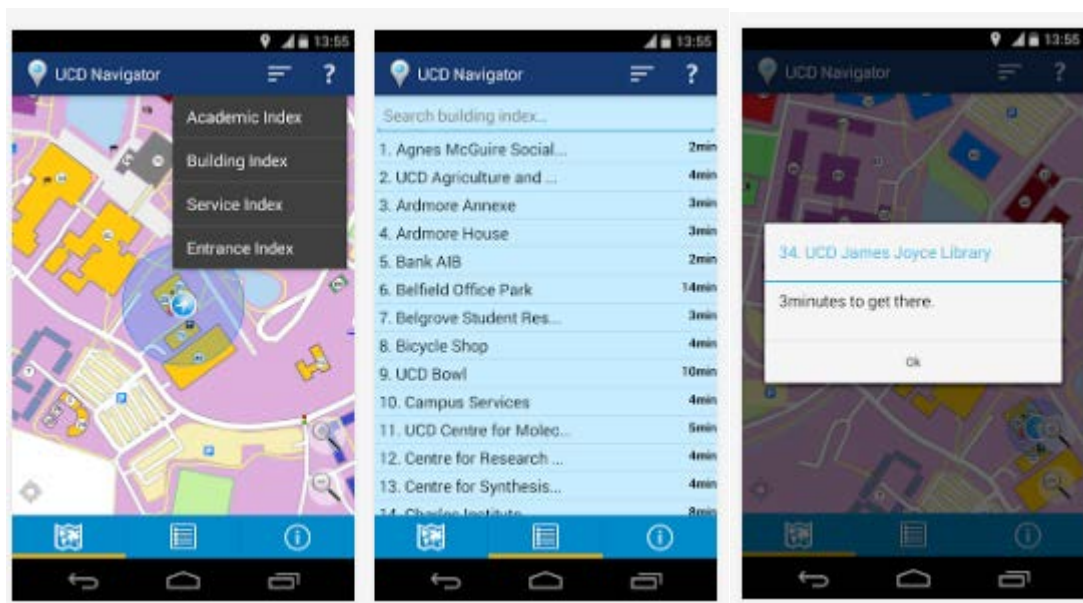 13:55
UCD Navigator
?
Academic Index
Building Index
Service Index
Entrance Index
13:55
UCD Navigator
?
Search building index...
1. Agnes McGuire Social... 2min
2. UCD Agriculture and ... 4min
3. Ardmore Annexe 3min
4. Ardmore House 3min
5. Bank AIB 2min
6. Belfield Office Park 14min
7. Belgrove Student Res... 3min
8. Bicycle Shop 4min
9. UCD Bowl 10min
10. Campus Services 4min
11. UCD Centre for Molec... 5min
12. Centre for Research ... 4min
13. Centre for Synthesis... 4min
14. Charles Institute 8min
13:55
UCD Navigator
?
34. UCD James Joyce Library
3minutes to get there.
Ok